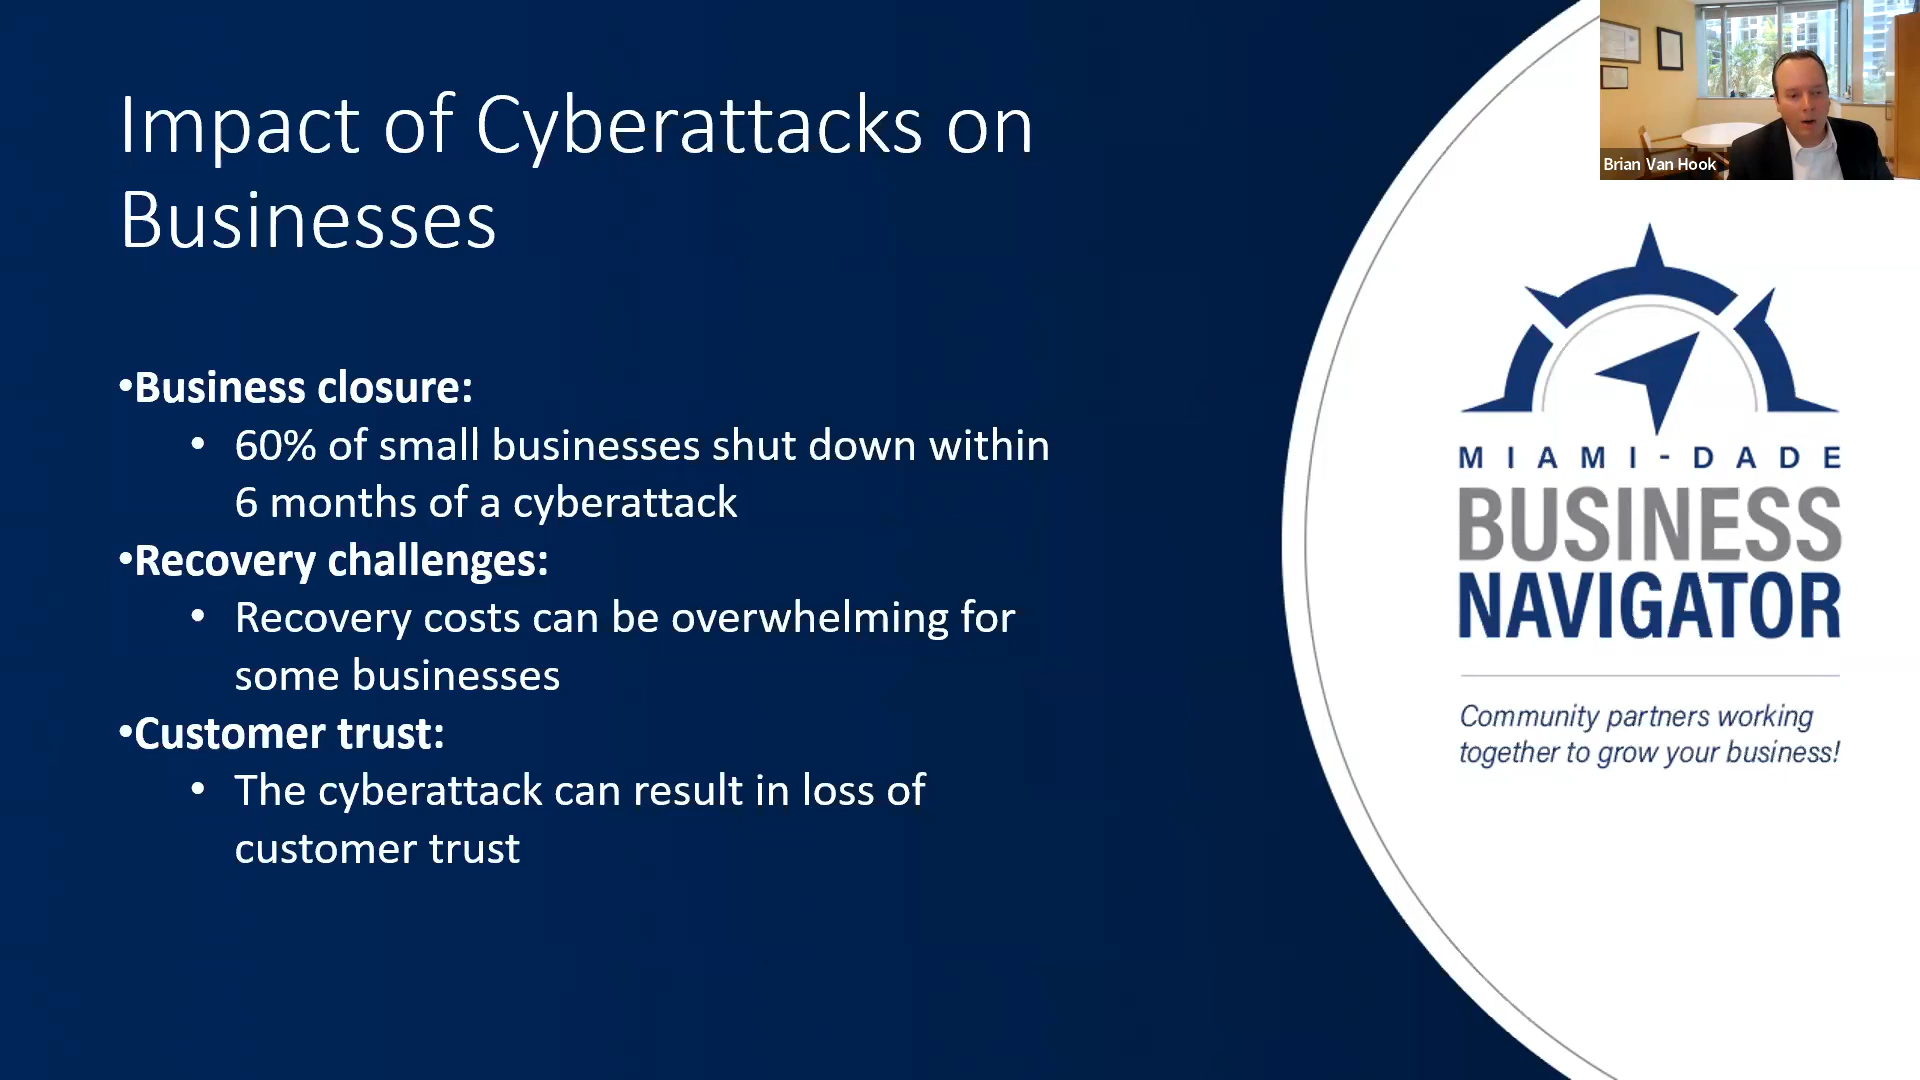 Impact of Cyberattacks on
Businesses
•Business closure:
• 60% of small businesses shut down within
6 months of a cyberattack
•Recovery challenges:
• Recovery costs can be overwhelming for
some businesses
•Customer trust:
• The cyberattack can result in loss of
customer trust
Brian Van Hook
MIAMI-DADE
BUSINESS
NAVIGATOR
Community partners working
together to grow your business!